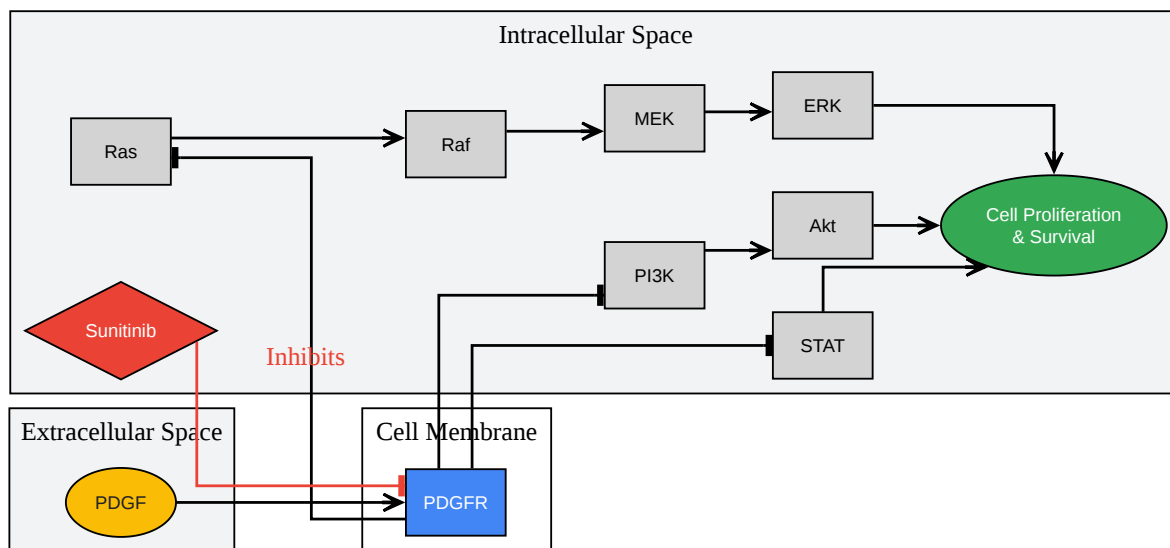 Intracellular Space
Ras
Raf
MEK
ERK
Cell Proliferation
& Survival
Akt
PI3K
STAT
Sunitinib
Inhibits
Extracellular Space
Cell Membrane
PDGF
PDGFR